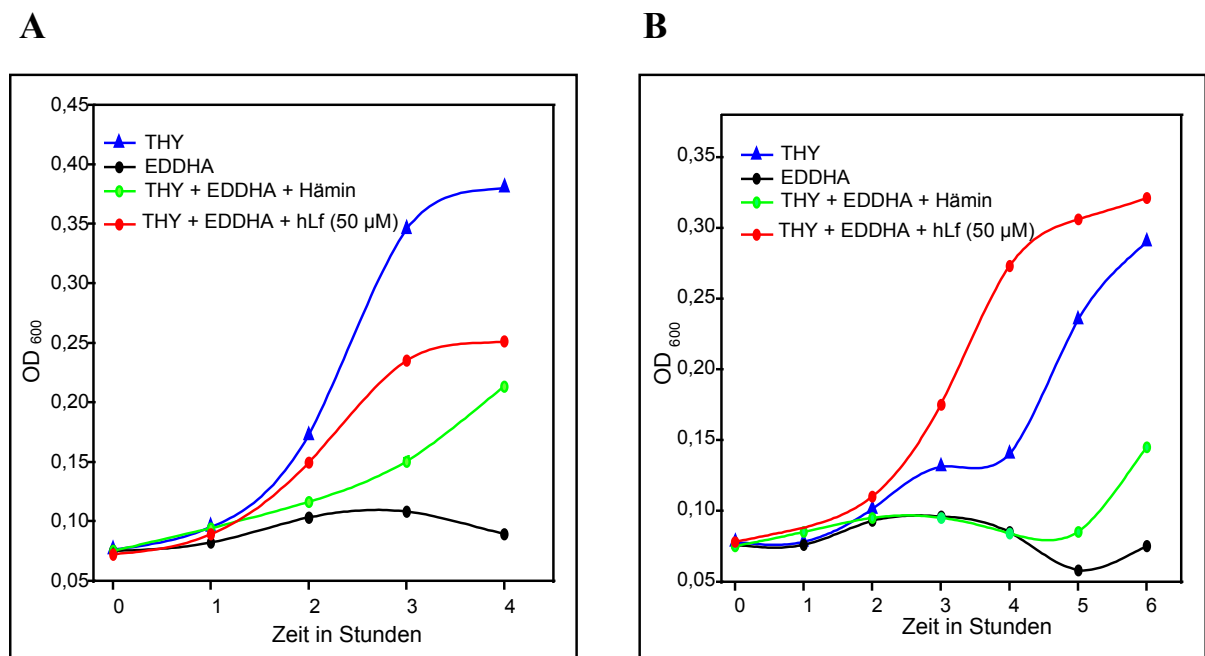 A
B
0,45
0,40
0,35
0,30
0,25
0,20
0,15
0,10
0,05
OD 600
THY
EDDHA
THY + EDDHA + Hämin
THY + EDDHA + hLf (50 µM)
0 1 2 3 4
Zeit in Stunden
0,35
0,30
0,25
0,20
0,15
0,10
0,05
OD 600
THY
EDDHA
THY + EDDHA + Hämin
THY + EDDHA + hLf (50 µM)
0 1 2 3 4 5 6
Zeit in Stunden